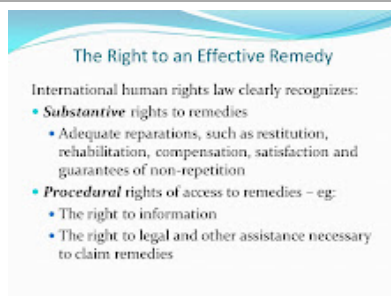 The Right to an Effective Remedy
International human rights law clearly recognizes:
• Substantive rights to remedies
• Adequate reparations, such as restitution,
rehabilitation, compensation, satisfaction and
guarantees of non-repetition
• Procedural rights of access to remedies – eg:
• The right to information
• The right to legal and other assistance necessary
to claim remedies